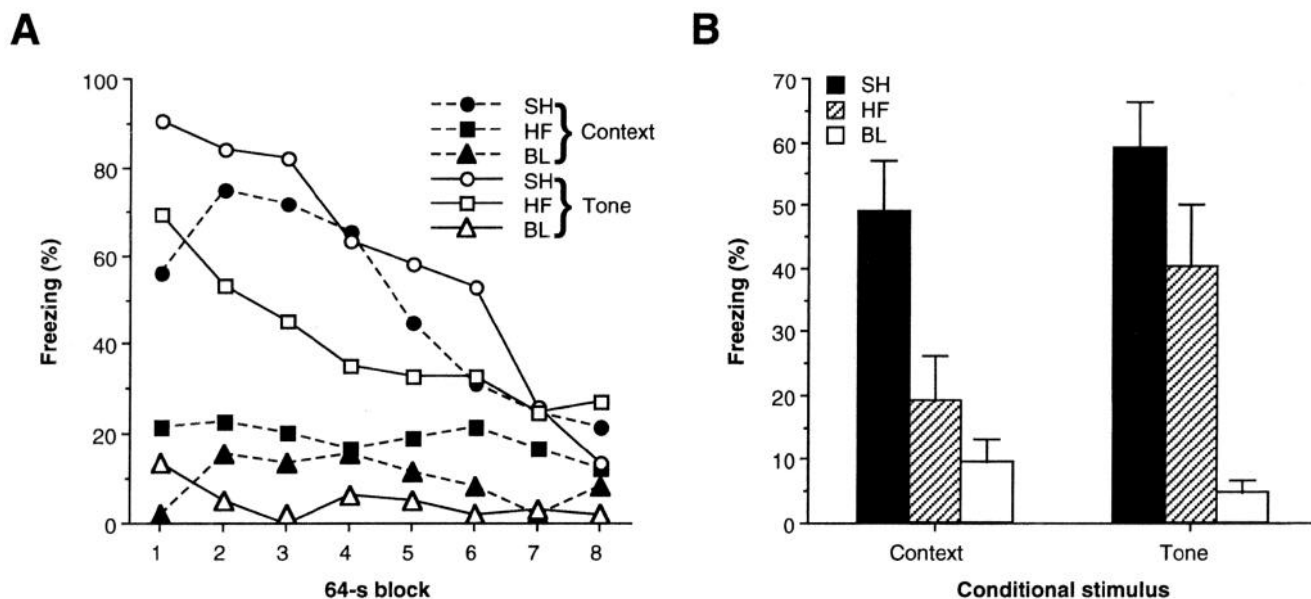 A
Freezing (%)
100
80
60
40
20
0
1 2 3 4 5 6 7 8
64-s block
SH
HF
BL
} Context
SH
HF
BL
} Tone
B
Freezing (%)
70
60
50
40
30
20
10
0
SH
HF
BL
Context Tone
Conditional stimulus